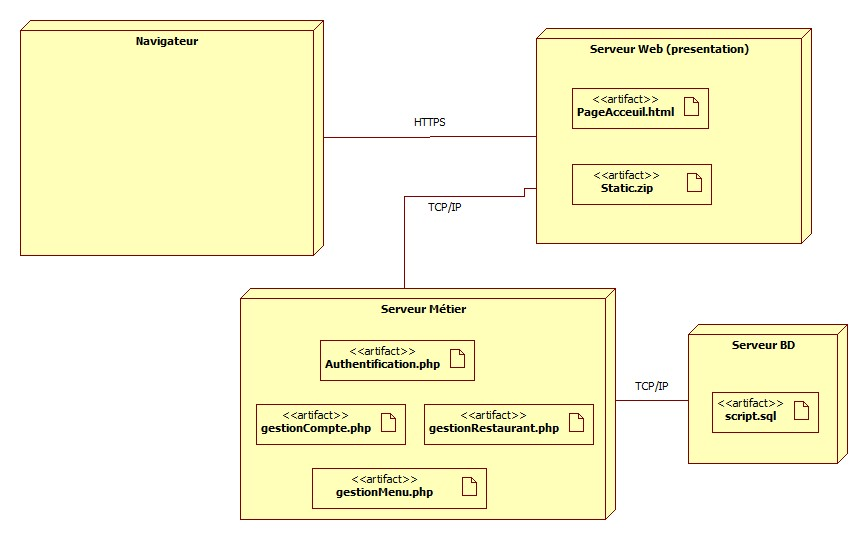 Navigateur
Serveur Web (presentation)
<<artifact>>
PageAcceuil.html
HTTPS
<<artifact>>
Static.zip
TCP/IP
Serveur Métier
<<artifact>>
Authentification.php
<<artifact>>
gestionCompte.php
<<artifact>>
gestionRestaurant.php
<<artifact>>
gestionMenu.php
TCP/IP
Serveur BD
<<artifact>>
script.sql